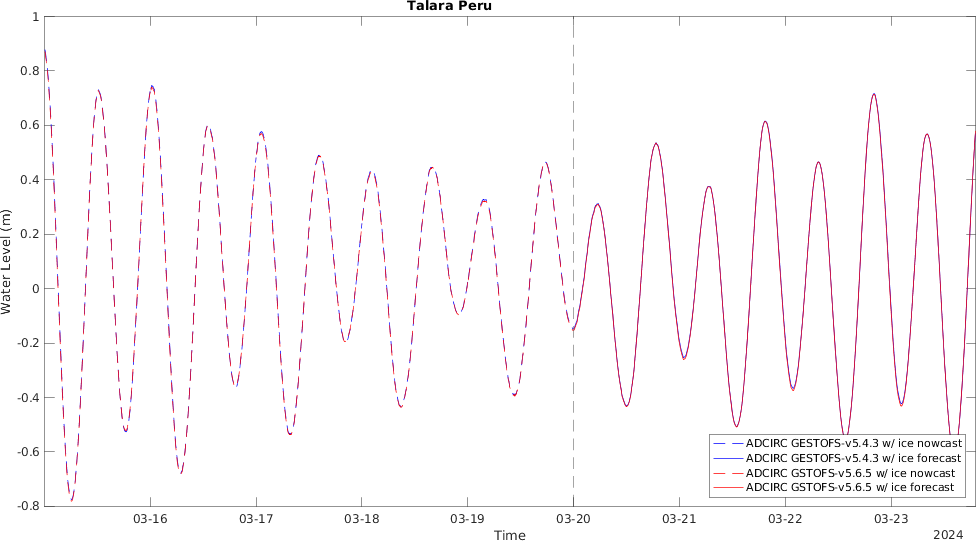 Talara Peru
1
0.8
0.6
0.4
0.2
0
-0.2
-0.4
-0.6
-0.8
Water Level (m)
03-16 03-17 03-18 03-19 03-20 03-21 03-22 03-23
Time
2024
ADCIRC GESTOFS-v5.4.3 w/ ice nowcast
ADCIRC GESTOFS-v5.4.3 w/ ice forecast
ADCIRC GSTOFS-v5.6.5 w/ ice nowcast
ADCIRC GSTOFS-v5.6.5 w/ ice forecast